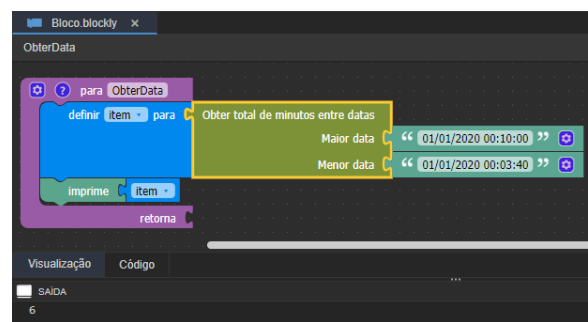 Bloco.blockly ×
ObterData
? para ObterData
definir item para Obter total de minutos entre datas
Maior data “ 01/01/2020 00:10:00 ”
Menor data “ 01/01/2020 00:03:40 ”
imprime item
retorna
Visualização Código
SAÍDA
6